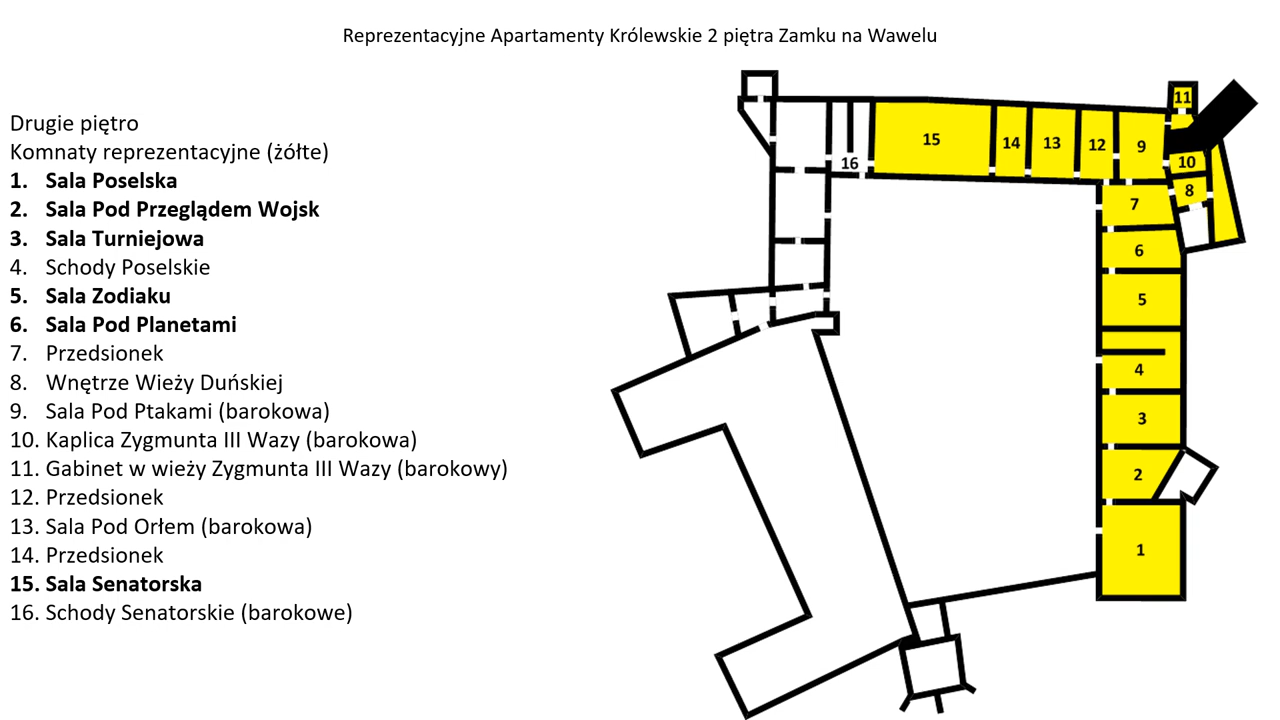 Reprezentacyjne Apartamenty Królewskie 2 piętra Zamku na Wawelu
Drugie piętro
Komnaty reprezentacyjne (żółte)
1. Sala Poselska
2. Sala Pod Przeglądem Wojsk
3. Sala Turniejowa
4. Schody Poselskie
5. Sala Zodiaku
6. Sala Pod Planetami
7. Przedsionek
8. Wnętrze Wieży Duńskiej
9. Sala Pod Ptakami (barokowa)
10. Kaplica Zygmunta III Wazy (barokowa)
11. Gabinet w wieży Zygmunta III Wazy (barokowy)
12. Przedsionek
13. Sala Pod Orłem (barokowa)
14. Przedsionek
15. Sala Senatorska
16. Schody Senatorskie (barokowe)
11
15
14
13
12
9
16
10
8
7
6
5
4
3
2
1